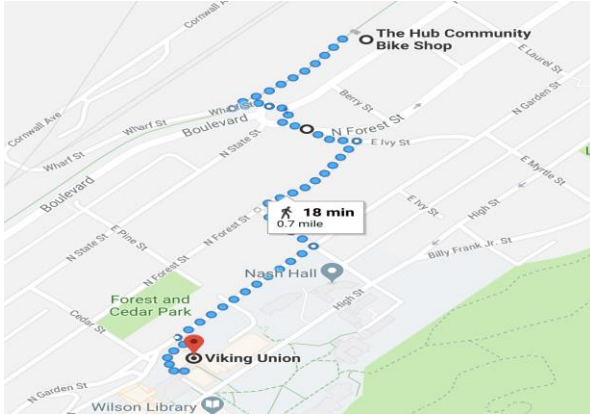 The Hub Community
Bike Shop
Cornwall Ave
E Laurel St
N Garden St
Berry St
Wharf St
Boulevard
N Forest St
Cornwall Ave
N State St
E Ivy St
Wharf St
E Myrtle St
Boulevard
18 min
0.7 mile
E Ivy St
High St
N Forest St
N State St
E Pine St
Billy Frank Jr. St
Nash Hall
High St
Forest and
Cedar Park
Cedar St
Viking Union
N Garden St
Wilson Library